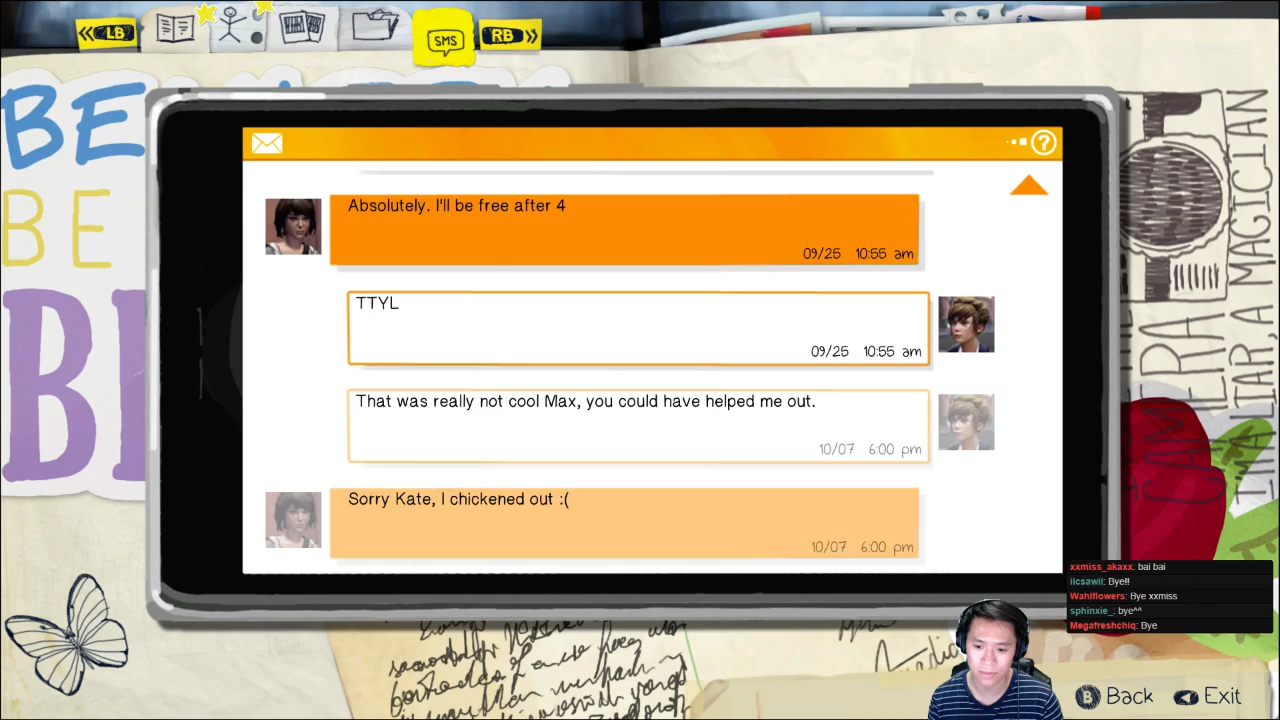 LB
SMS
RB
BE
BE
Absolutely. I'll be free after 4
09/25 10:55 am
TTYL
09/25 10:55 am
That was really not cool Max, you could have helped me out.
10/07 6:00 pm
Sorry Kate, I chickened out :(
10/07 6:00 pm
MAGICIAN
xxmiss_akaxx: bai bai
licsawli: Bye!!
Wahlflowers: Bye xxmiss
sphinxie_: bye^^
Megafreshchiq: Bye
B Back
Exit